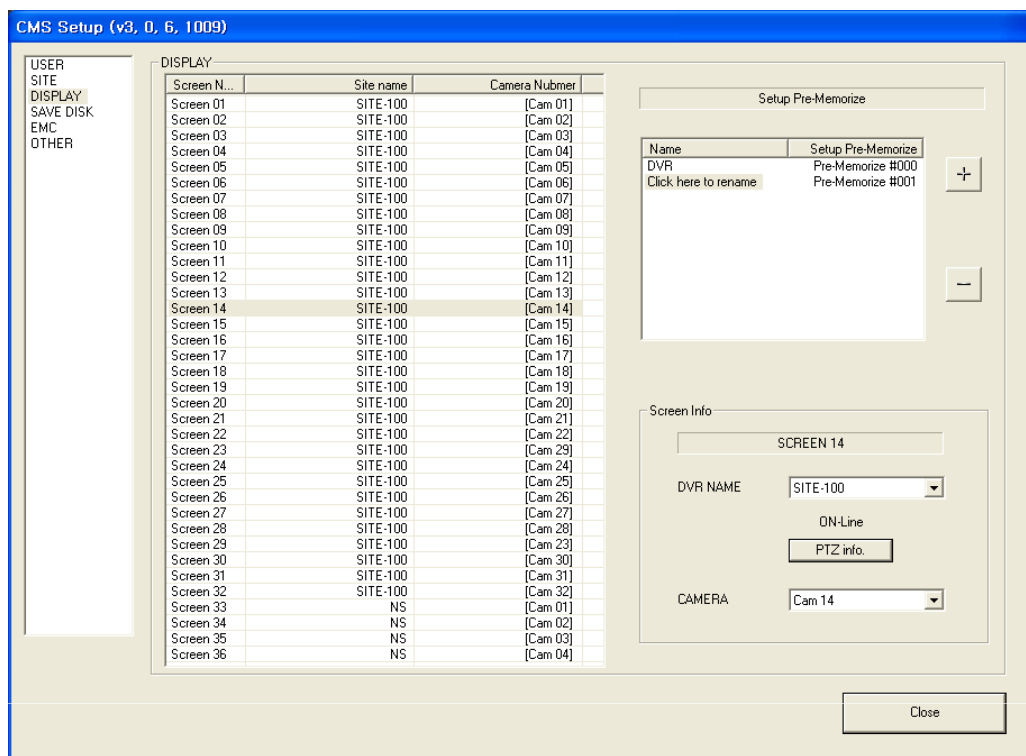 CMS Setup (v3, 0, 6, 1009)
USER
SITE
DISPLAY
SAVE DISK
EMC
OTHER
DISPLAY
Screen N... Site name Camera Nubmer
Screen 01 SITE-100 [Cam 01]
Screen 02 SITE-100 [Cam 02]
Screen 03 SITE-100 [Cam 03]
Screen 04 SITE-100 [Cam 04]
Screen 05 SITE-100 [Cam 05]
Screen 06 SITE-100 [Cam 06]
Screen 07 SITE-100 [Cam 07]
Screen 08 SITE-100 [Cam 08]
Screen 09 SITE-100 [Cam 09]
Screen 10 SITE-100 [Cam 10]
Screen 11 SITE-100 [Cam 11]
Screen 12 SITE-100 [Cam 12]
Screen 13 SITE-100 [Cam 13]
Screen 14 SITE-100 [Cam 14]
Screen 15 SITE-100 [Cam 15]
Screen 16 SITE-100 [Cam 16]
Screen 17 SITE-100 [Cam 17]
Screen 18 SITE-100 [Cam 18]
Screen 19 SITE-100 [Cam 19]
Screen 20 SITE-100 [Cam 20]
Screen 21 SITE-100 [Cam 21]
Screen 22 SITE-100 [Cam 22]
Screen 23 SITE-100 [Cam 29]
Screen 24 SITE-100 [Cam 24]
Screen 25 SITE-100 [Cam 25]
Screen 26 SITE-100 [Cam 26]
Screen 27 SITE-100 [Cam 27]
Screen 28 SITE-100 [Cam 28]
Screen 29 SITE-100 [Cam 23]
Screen 30 SITE-100 [Cam 30]
Screen 31 SITE-100 [Cam 31]
Screen 32 SITE-100 [Cam 32]
Screen 33 NS [Cam 01]
Screen 34 NS [Cam 02]
Screen 35 NS [Cam 03]
Screen 36 NS [Cam 04]
Setup Pre-Memorize
Name Setup Pre-Memorize
DVR Pre-Memorize #000
Click here to rename Pre-Memorize #001
+
-
Screen Info
SCREEN 14
DVR NAME SITE-100
ON-Line
PTZ info.
CAMERA Cam 14
Close